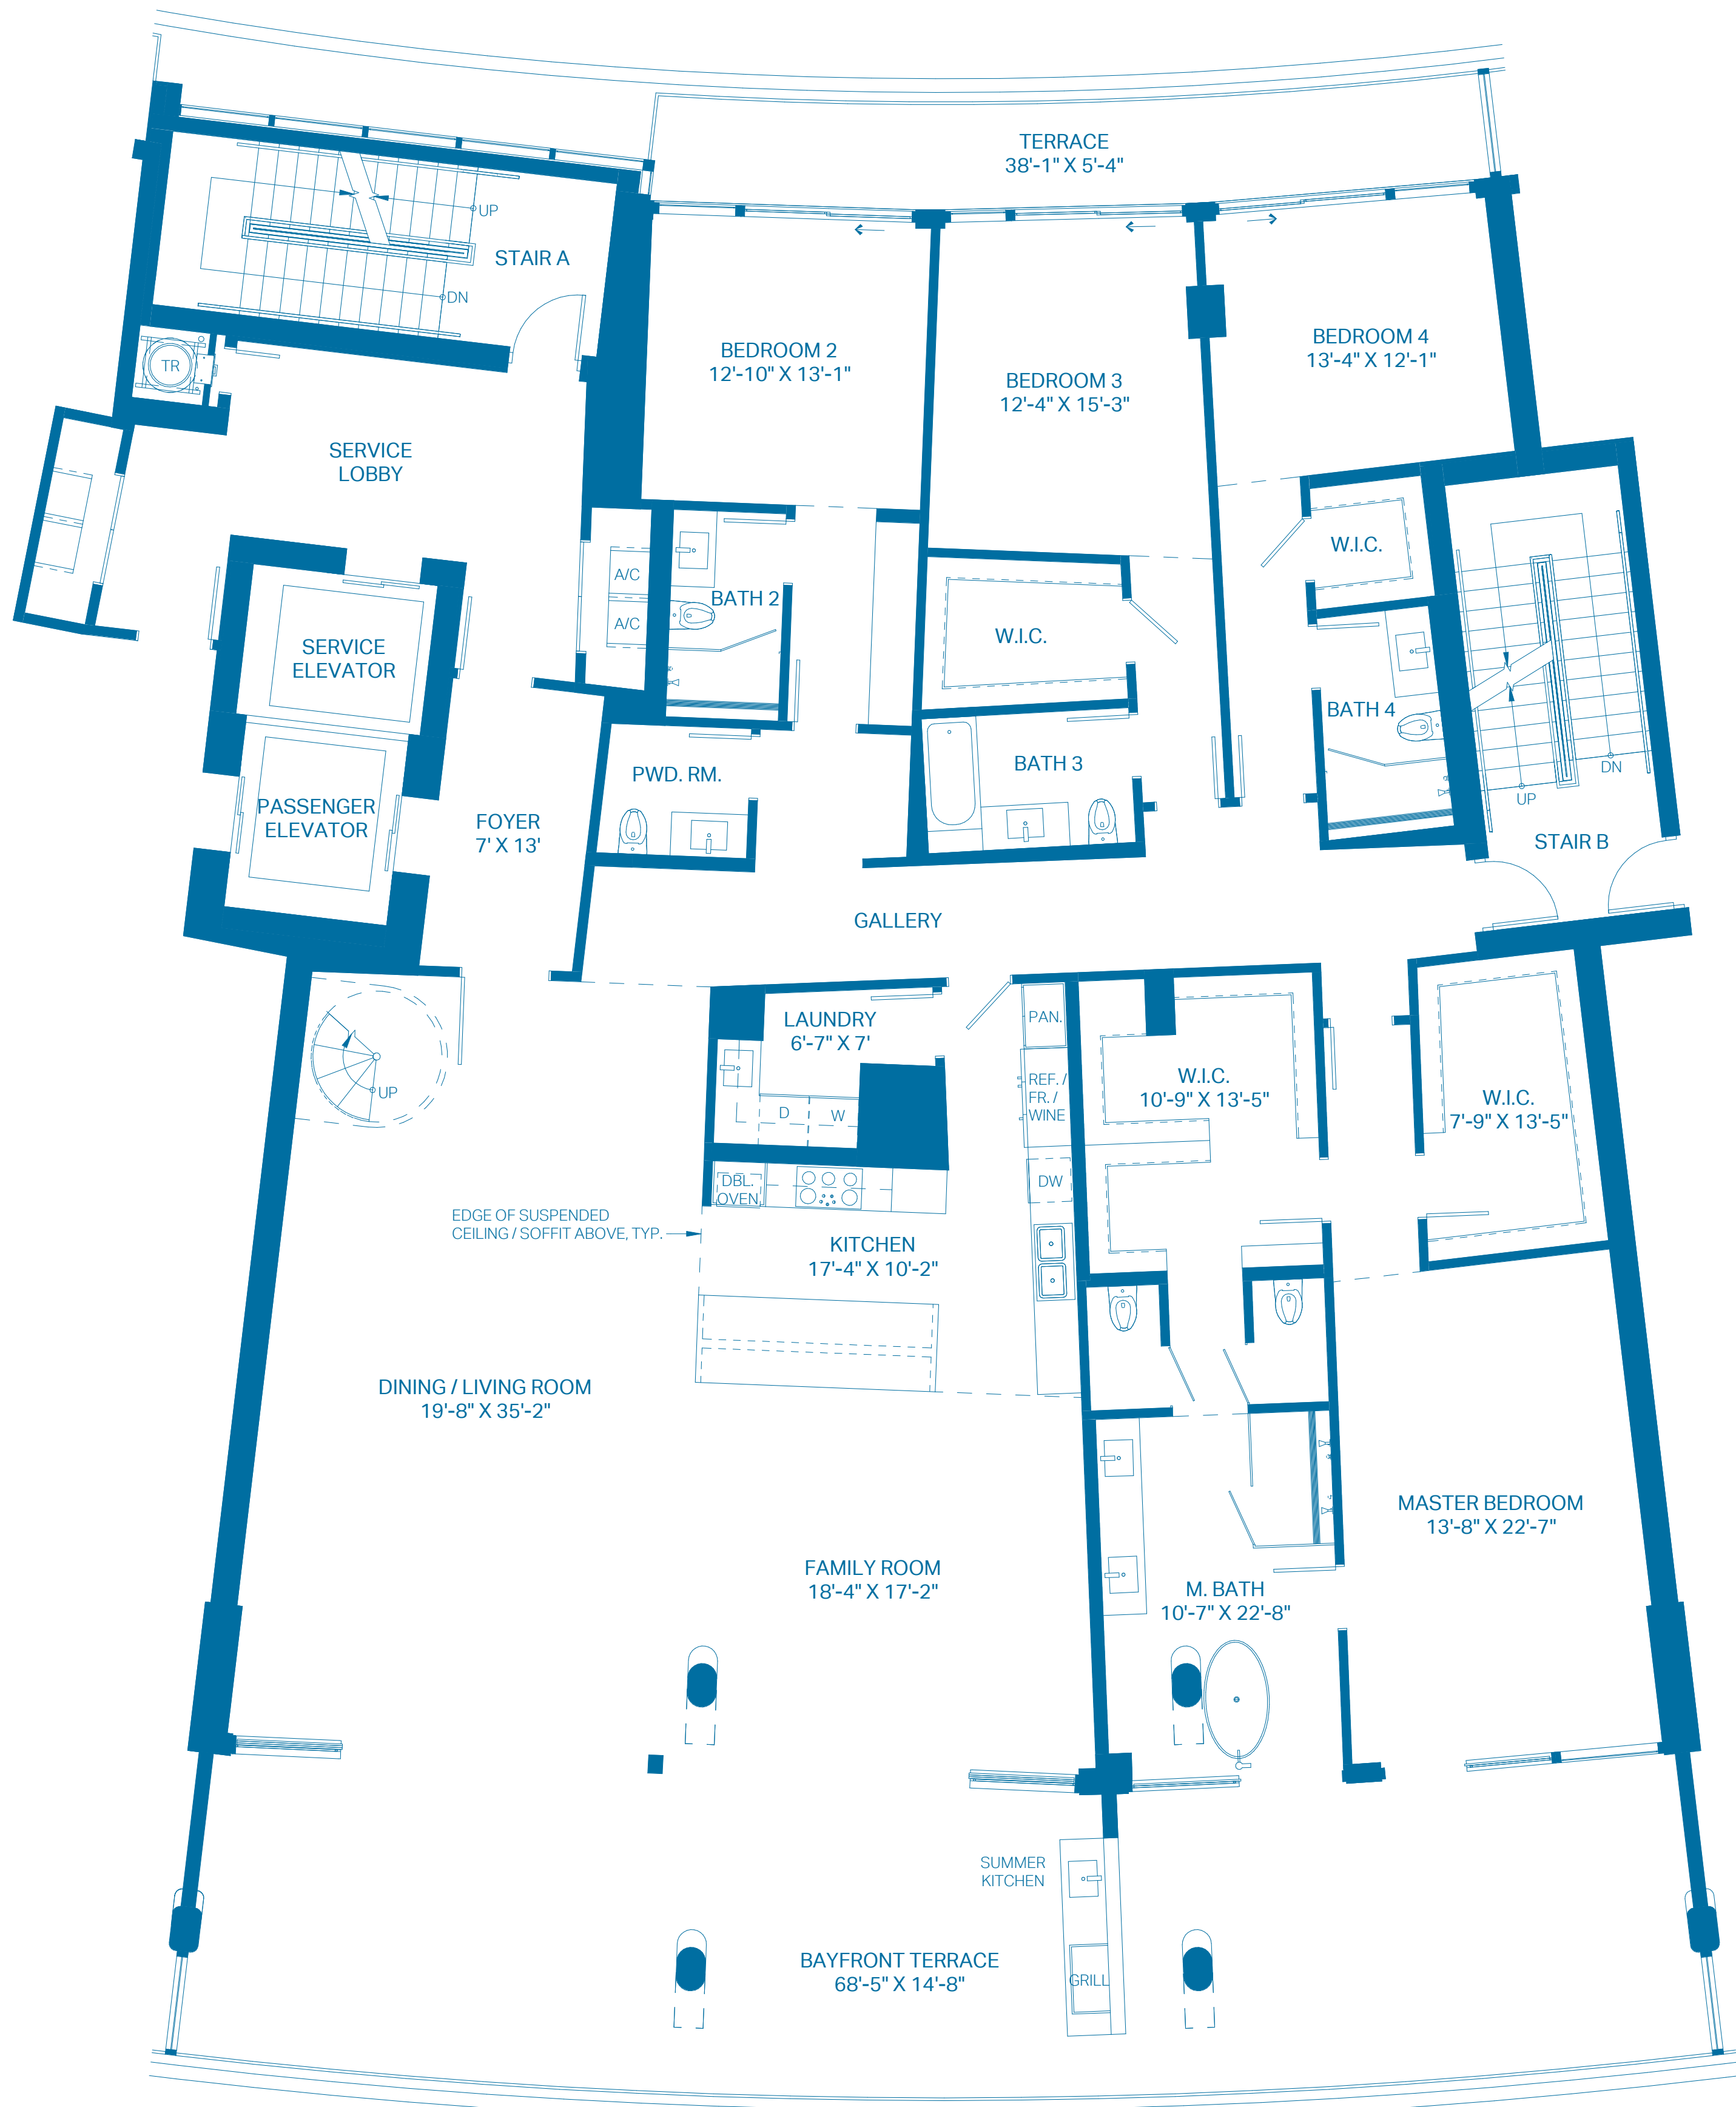 TERRACE
38'-1" X 5'-4"
UP
STAIR A
DN
TR
BEDROOM 2
12'-10" X 13'-1"
BEDROOM 3
12'-4" X 15'-3"
BEDROOM 4
13'-4" X 12'-1"
SERVICE
LOBBY
A/C
A/C
BATH 2
W.I.C.
W.I.C.
SERVICE
ELEVATOR
BATH 4
PWD. RM.
BATH 3
DN
UP
PASSENGER
ELEVATOR
FOYER
7' X 13'
STAIR B
GALLERY
LAUNDRY
6'-7" X 7'
PAN.
UP
D
W
REF. /
FR. /
WINE
W.I.C.
10'-9" X 13'-5"
W.I.C.
7'-9" X 13'-5"
DBL.
OVEN
DW
EDGE OF SUSPENDED
CEILING / SOFFIT ABOVE, TYP.
KITCHEN
17'-4" X 10'-2"
DINING / LIVING ROOM
19'-8" X 35'-2"
MASTER BEDROOM
13'-8" X 22'-7"
FAMILY ROOM
18'-4" X 17'-2"
M. BATH
10'-7" X 22'-8"
SUMMER
KITCHEN
BAYFRONT TERRACE
68'-5" X 14'-8"
GRILL